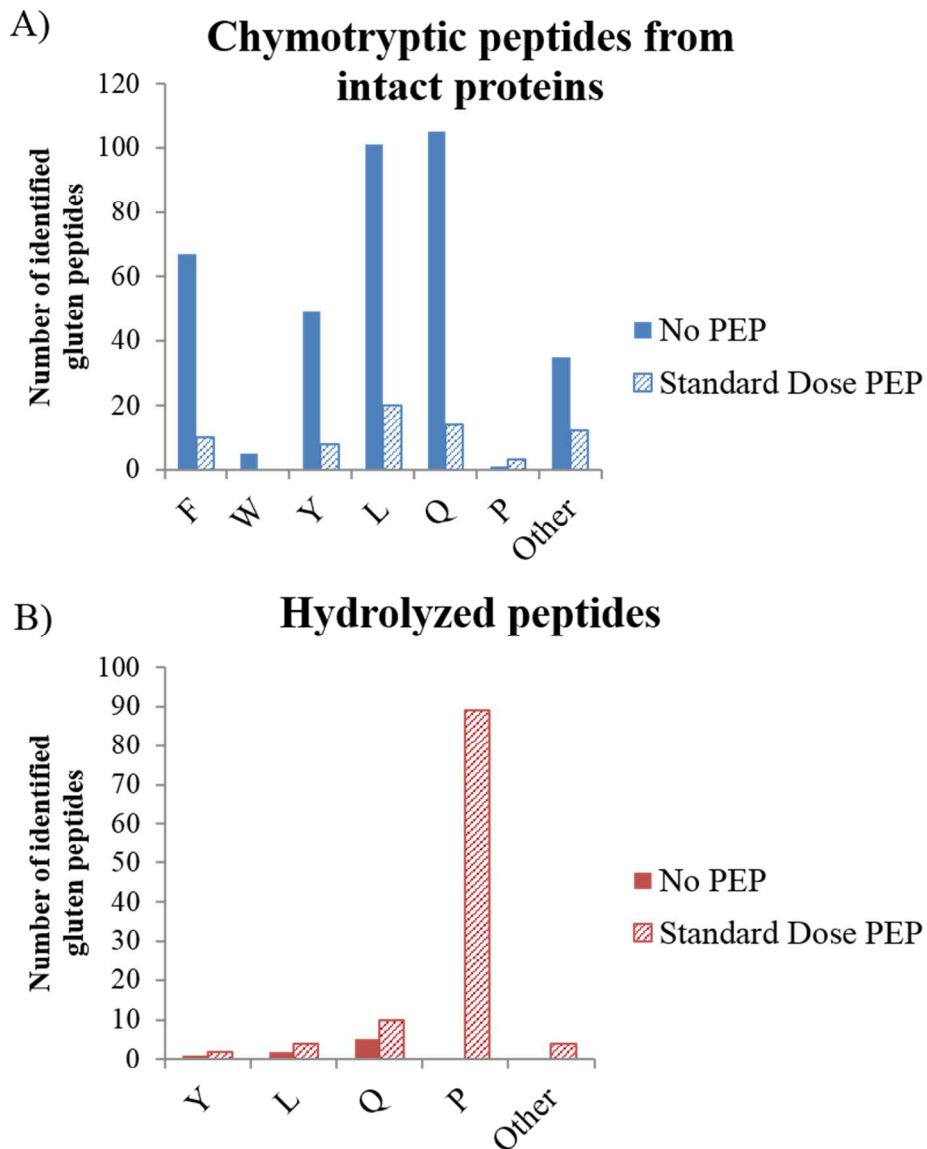 A)
Chymotryptic peptides from
intact proteins
Number of identified
gluten peptides
120
100
80
60
40
20
0
F
W
Y
L
Q
P
Other
No PEP
Standard Dose PEP
B)
Hydrolyzed peptides
Number of identified
gluten peptides
100
90
80
70
60
50
40
30
20
10
0
Y
L
Q
P
Other
No PEP
Standard Dose PEP